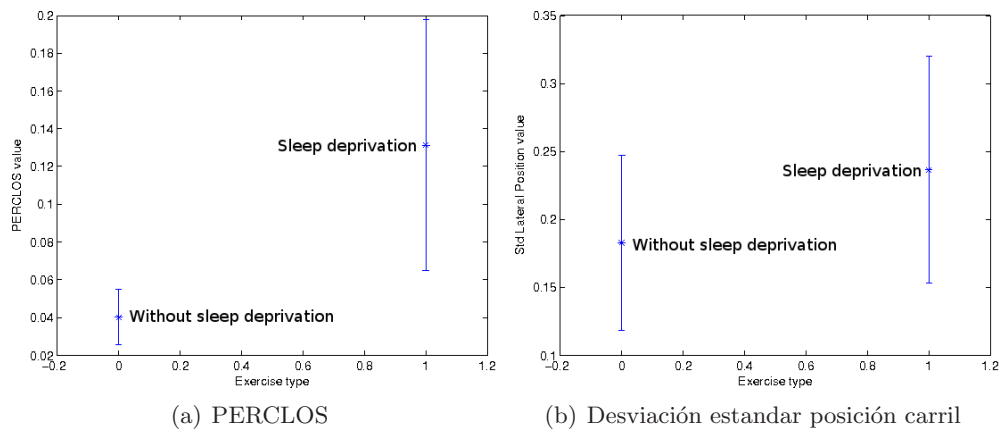 0.2
0.18
0.16
0.14
0.12
0.1
0.08
0.06
0.04
0.02
PERCLOS value
Sleep deprivation
Without sleep deprivation
−0.2 0 0.2 0.4 0.6 0.8 1 1.2
Exercise type
(a) PERCLOS
0.35
0.3
0.25
0.2
0.15
0.1
Std Lateral Position value
Sleep deprivation
Without sleep deprivation
−0.2 0 0.2 0.4 0.6 0.8 1 1.2
Exercise type
(b) Desviación estandar posición carril